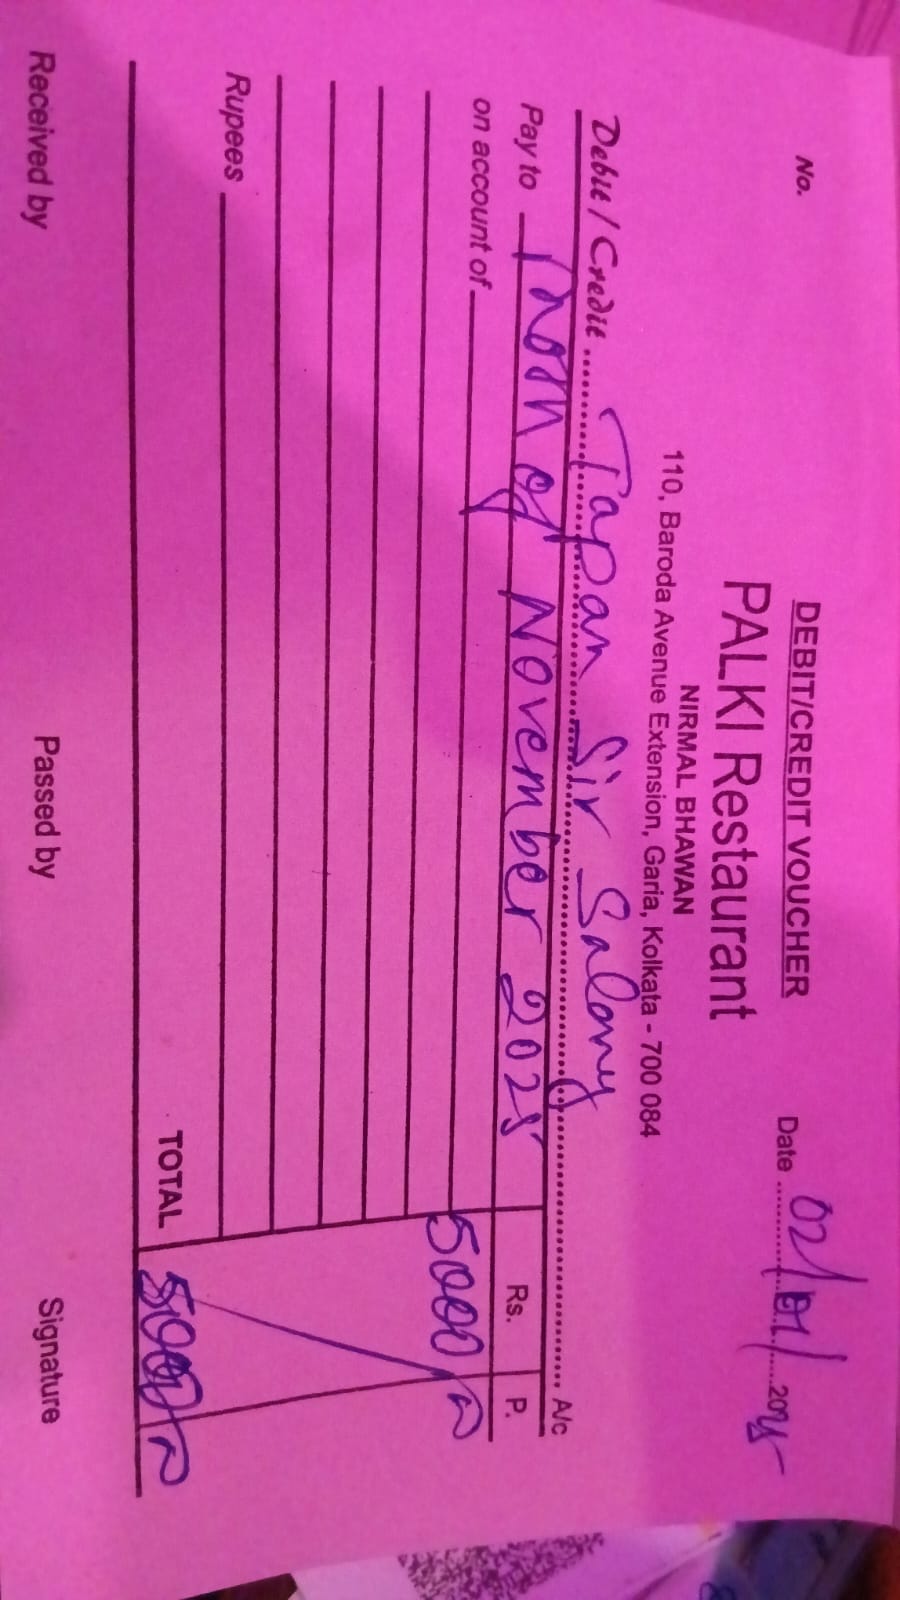 DEBIT/CREDIT VOUCHER
No.
PALKI Restaurant
Date 02/01/2025
NIRMAL BHAWAN
110, Baroda Avenue Extension, Garia, Kolkata - 700 084
Debit / Credit Tapan Sir Salary A/c
Pay to month of November 2025 Rs. P.
on account of 5000
Rupees
TOTAL 5000
Received by Passed by Signature